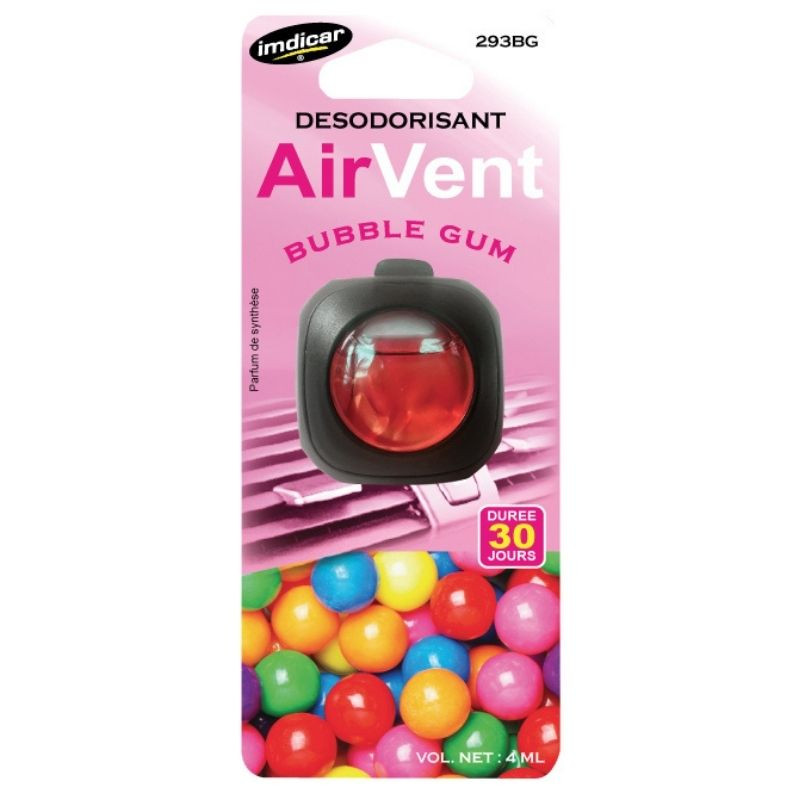 imdicar
®
293BG
DESODORISANT
AirVent
BUBBLE GUM
Parfum de synthèse
DUREE
30
JOURS
VOL. NET : 4 ML